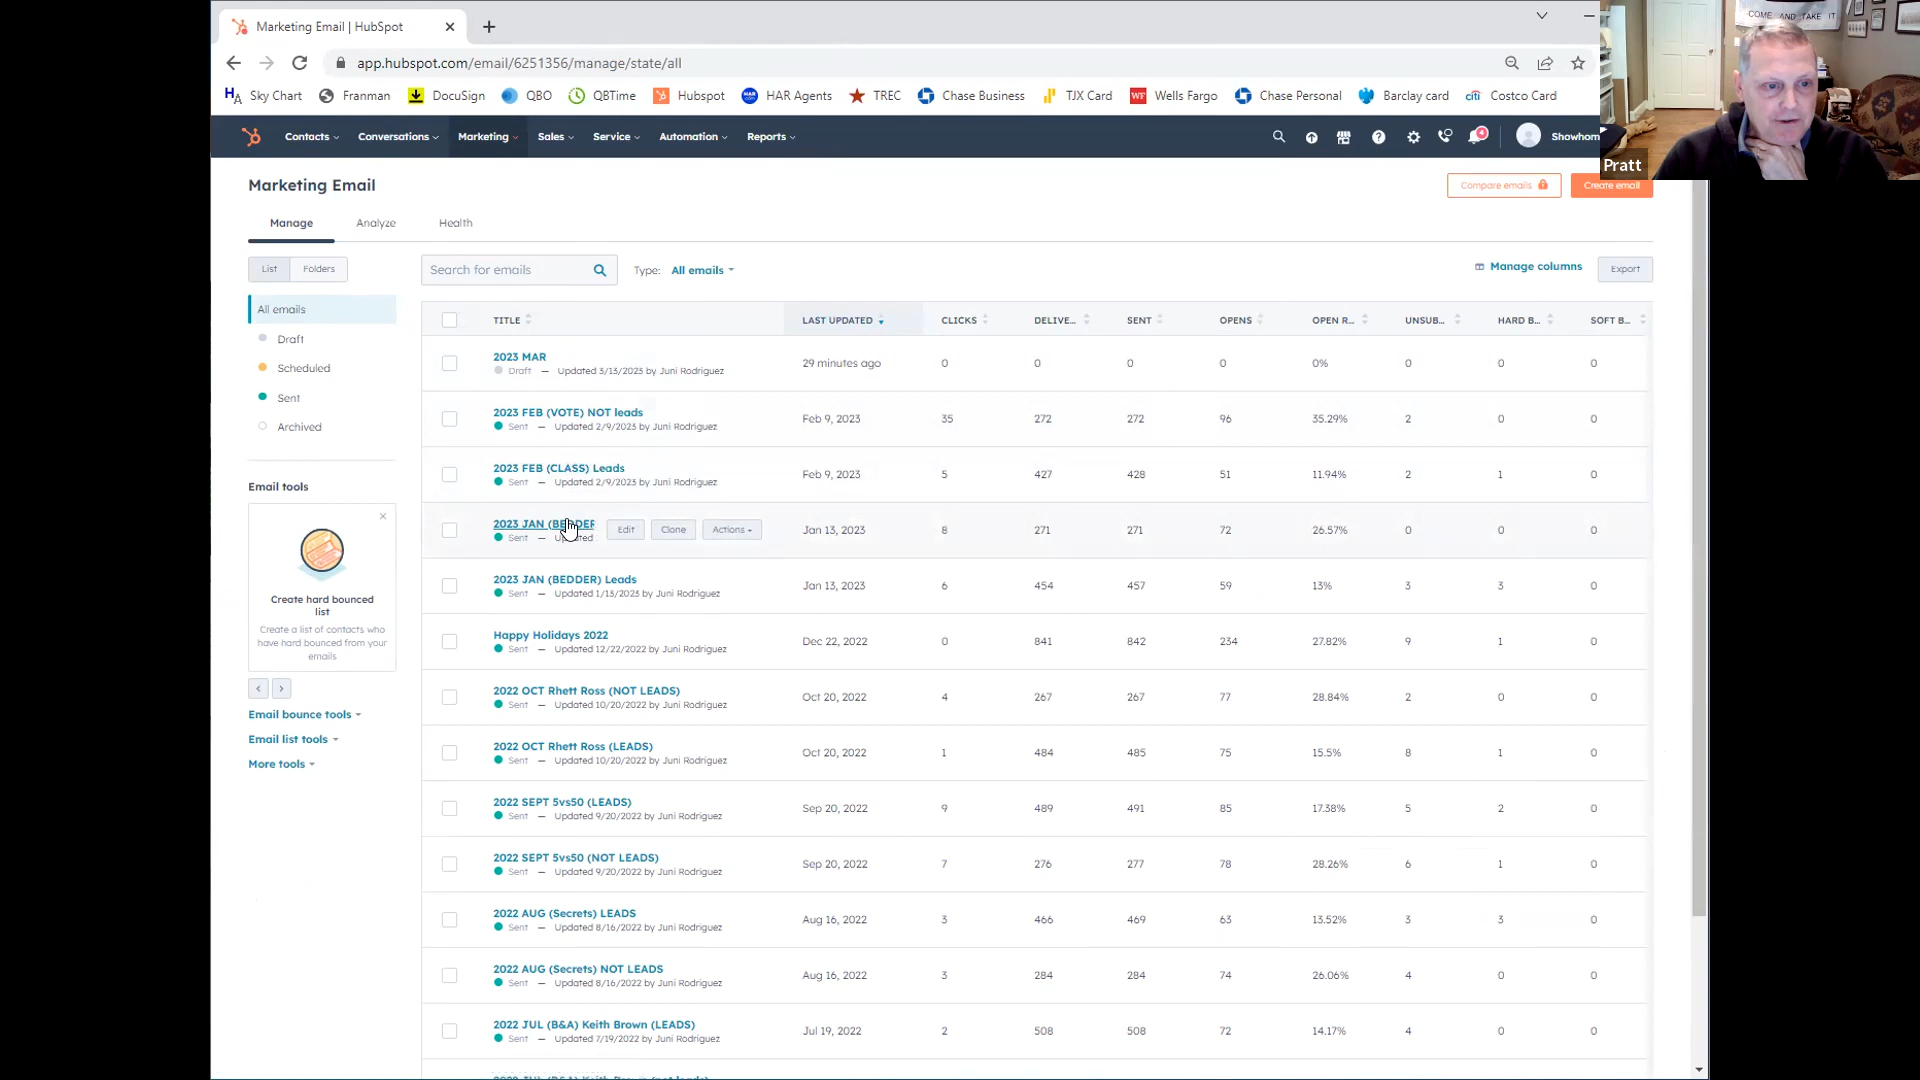 Marketing Email | HubSpot
app.hubspot.com/email/6251356/manage/state/all
HA Sky Chart Franman DocuSign QBO QBTime Hubspot HAR Agents TREC Chase Business TJX Card WF Wells Fargo Chase Personal Barclay card citi Costco Card
COME AND TAKE IT
Contacts Conversations Marketing Sales Service Automation Reports 4 Showhom
Pratt
Marketing Email
Compare emails Create email
Manage Analyze Health
List Folders Search for emails Type: All emails Manage columns Export
All emails
Draft
Scheduled
Sent
Archived
Email tools
Create hard bounced
list
Create a list of contacts who
have hard bounced from your
emails
Email bounce tools
Email list tools
More tools
TITLE LAST UPDATED CLICKS DELIVE... SENT OPENS OPEN R... UNSUB... HARD B... SOFT B...
2023 MAR 29 minutes ago 0 0 0 0 0% 0 0 0
Draft — Updated 3/13/2023 by Juni Rodriguez
2023 FEB (VOTE) NOT leads Feb 9, 2023 35 272 272 96 35.29% 2 0 0
Sent — Updated 2/9/2023 by Juni Rodriguez
2023 FEB (CLASS) Leads Feb 9, 2023 5 427 428 51 11.94% 2 1 0
Sent — Updated 2/9/2023 by Juni Rodriguez
2023 JAN (BEDDER Edit Clone Actions Jan 13, 2023 8 271 271 72 26.57% 0 0 0
Sent — Updated
2023 JAN (BEDDER) Leads Jan 13, 2023 6 454 457 59 13% 3 3 0
Sent — Updated 1/13/2023 by Juni Rodriguez
Happy Holidays 2022 Dec 22, 2022 0 841 842 234 27.82% 9 1 0
Sent — Updated 12/22/2022 by Juni Rodriguez
2022 OCT Rhett Ross (NOT LEADS) Oct 20, 2022 4 267 267 77 28.84% 2 0 0
Sent — Updated 10/20/2022 by Juni Rodriguez
2022 OCT Rhett Ross (LEADS) Oct 20, 2022 1 484 485 75 15.5% 8 1 0
Sent — Updated 10/20/2022 by Juni Rodriguez
2022 SEPT 5vs50 (LEADS) Sep 20, 2022 9 489 491 85 17.38% 5 2 0
Sent — Updated 9/20/2022 by Juni Rodriguez
2022 SEPT 5vs50 (NOT LEADS) Sep 20, 2022 7 276 277 78 28.26% 6 1 0
Sent — Updated 9/20/2022 by Juni Rodriguez
2022 AUG (Secrets) LEADS Aug 16, 2022 3 466 469 63 13.52% 3 3 0
Sent — Updated 8/16/2022 by Juni Rodriguez
2022 AUG (Secrets) NOT LEADS Aug 16, 2022 3 284 284 74 26.06% 4 0 0
Sent — Updated 8/16/2022 by Juni Rodriguez
2022 JUL (B&A) Keith Brown (LEADS) Jul 19, 2022 2 508 508 72 14.17% 4 0 0
Sent — Updated 7/19/2022 by Juni Rodriguez